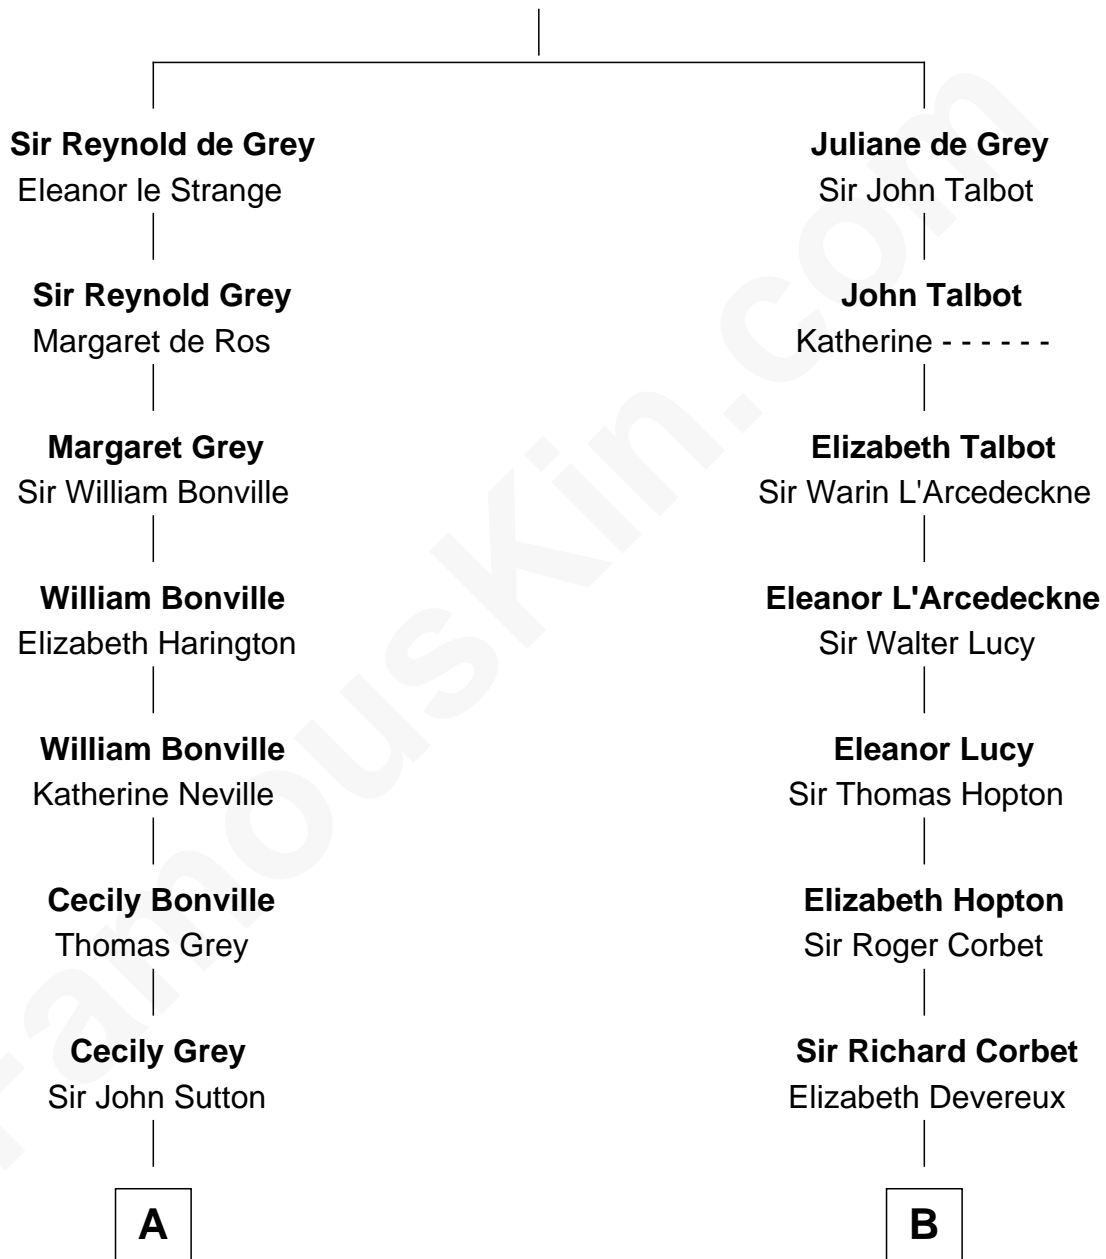 Sir Reynold de Grey
Eleanor le Strange
Sir Reynold Grey
Margaret de Ros
Margaret Grey
Sir William Bonville
William Bonville
Elizabeth Harington
William Bonville
Katherine Neville
Cecily Bonville
Thomas Grey
Cecily Grey
Sir John Sutton
A
Juliane de Grey
Sir John Talbot
John Talbot
Katherine - - - - - -
Elizabeth Talbot
Sir Warin L'Arcedeckne
Eleanor L'Arcedeckne
Sir Walter Lucy
Eleanor Lucy
Sir Thomas Hopton
Elizabeth Hopton
Sir Roger Corbet
Sir Richard Corbet
Elizabeth Devereux
B
FamousKin.com